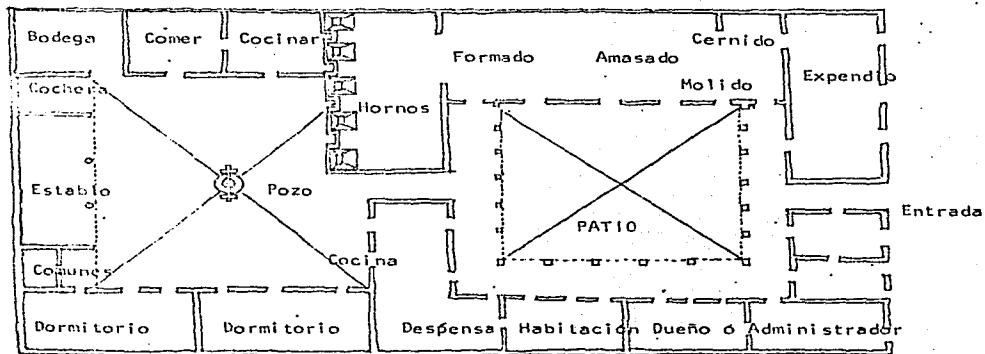 Bodega Comer Cocinar Cernido
Formado Amasado
Expendio
Cochera Molido
Hornos
Establo Pozo
Entrada
PATIO
Cocina
Comunes
Dormitorio Dormitorio Despensa Habitación Dueño ó Administrador